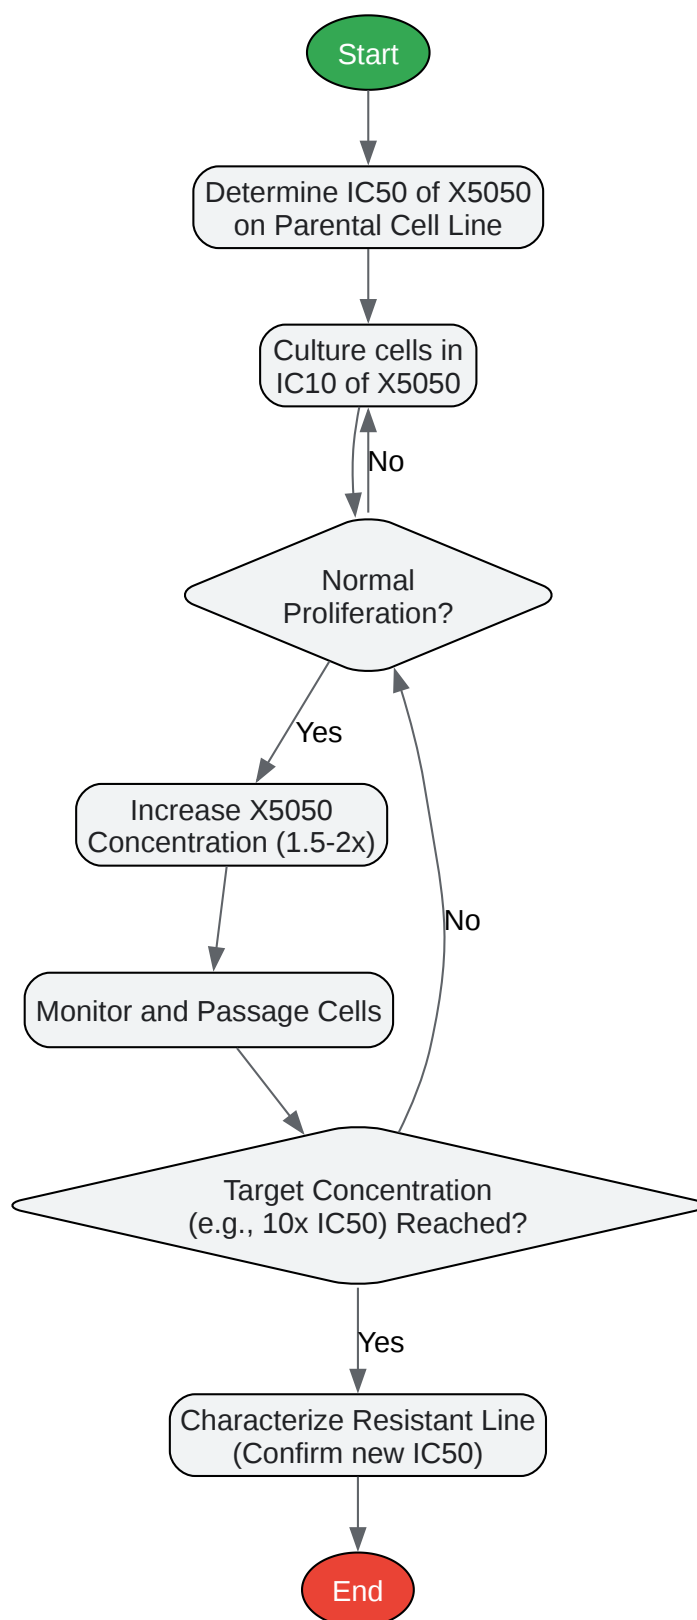 Start
Determine IC50 of X5050
on Parental Cell Line
Culture cells in
IC10 of X5050
No
Normal
Proliferation?
Yes
Increase X5050
Concentration (1.5-2x)
No
Monitor and Passage Cells
Target Concentration
(e.g., 10x IC50) Reached?
Yes
Characterize Resistant Line
(Confirm new IC50)
End